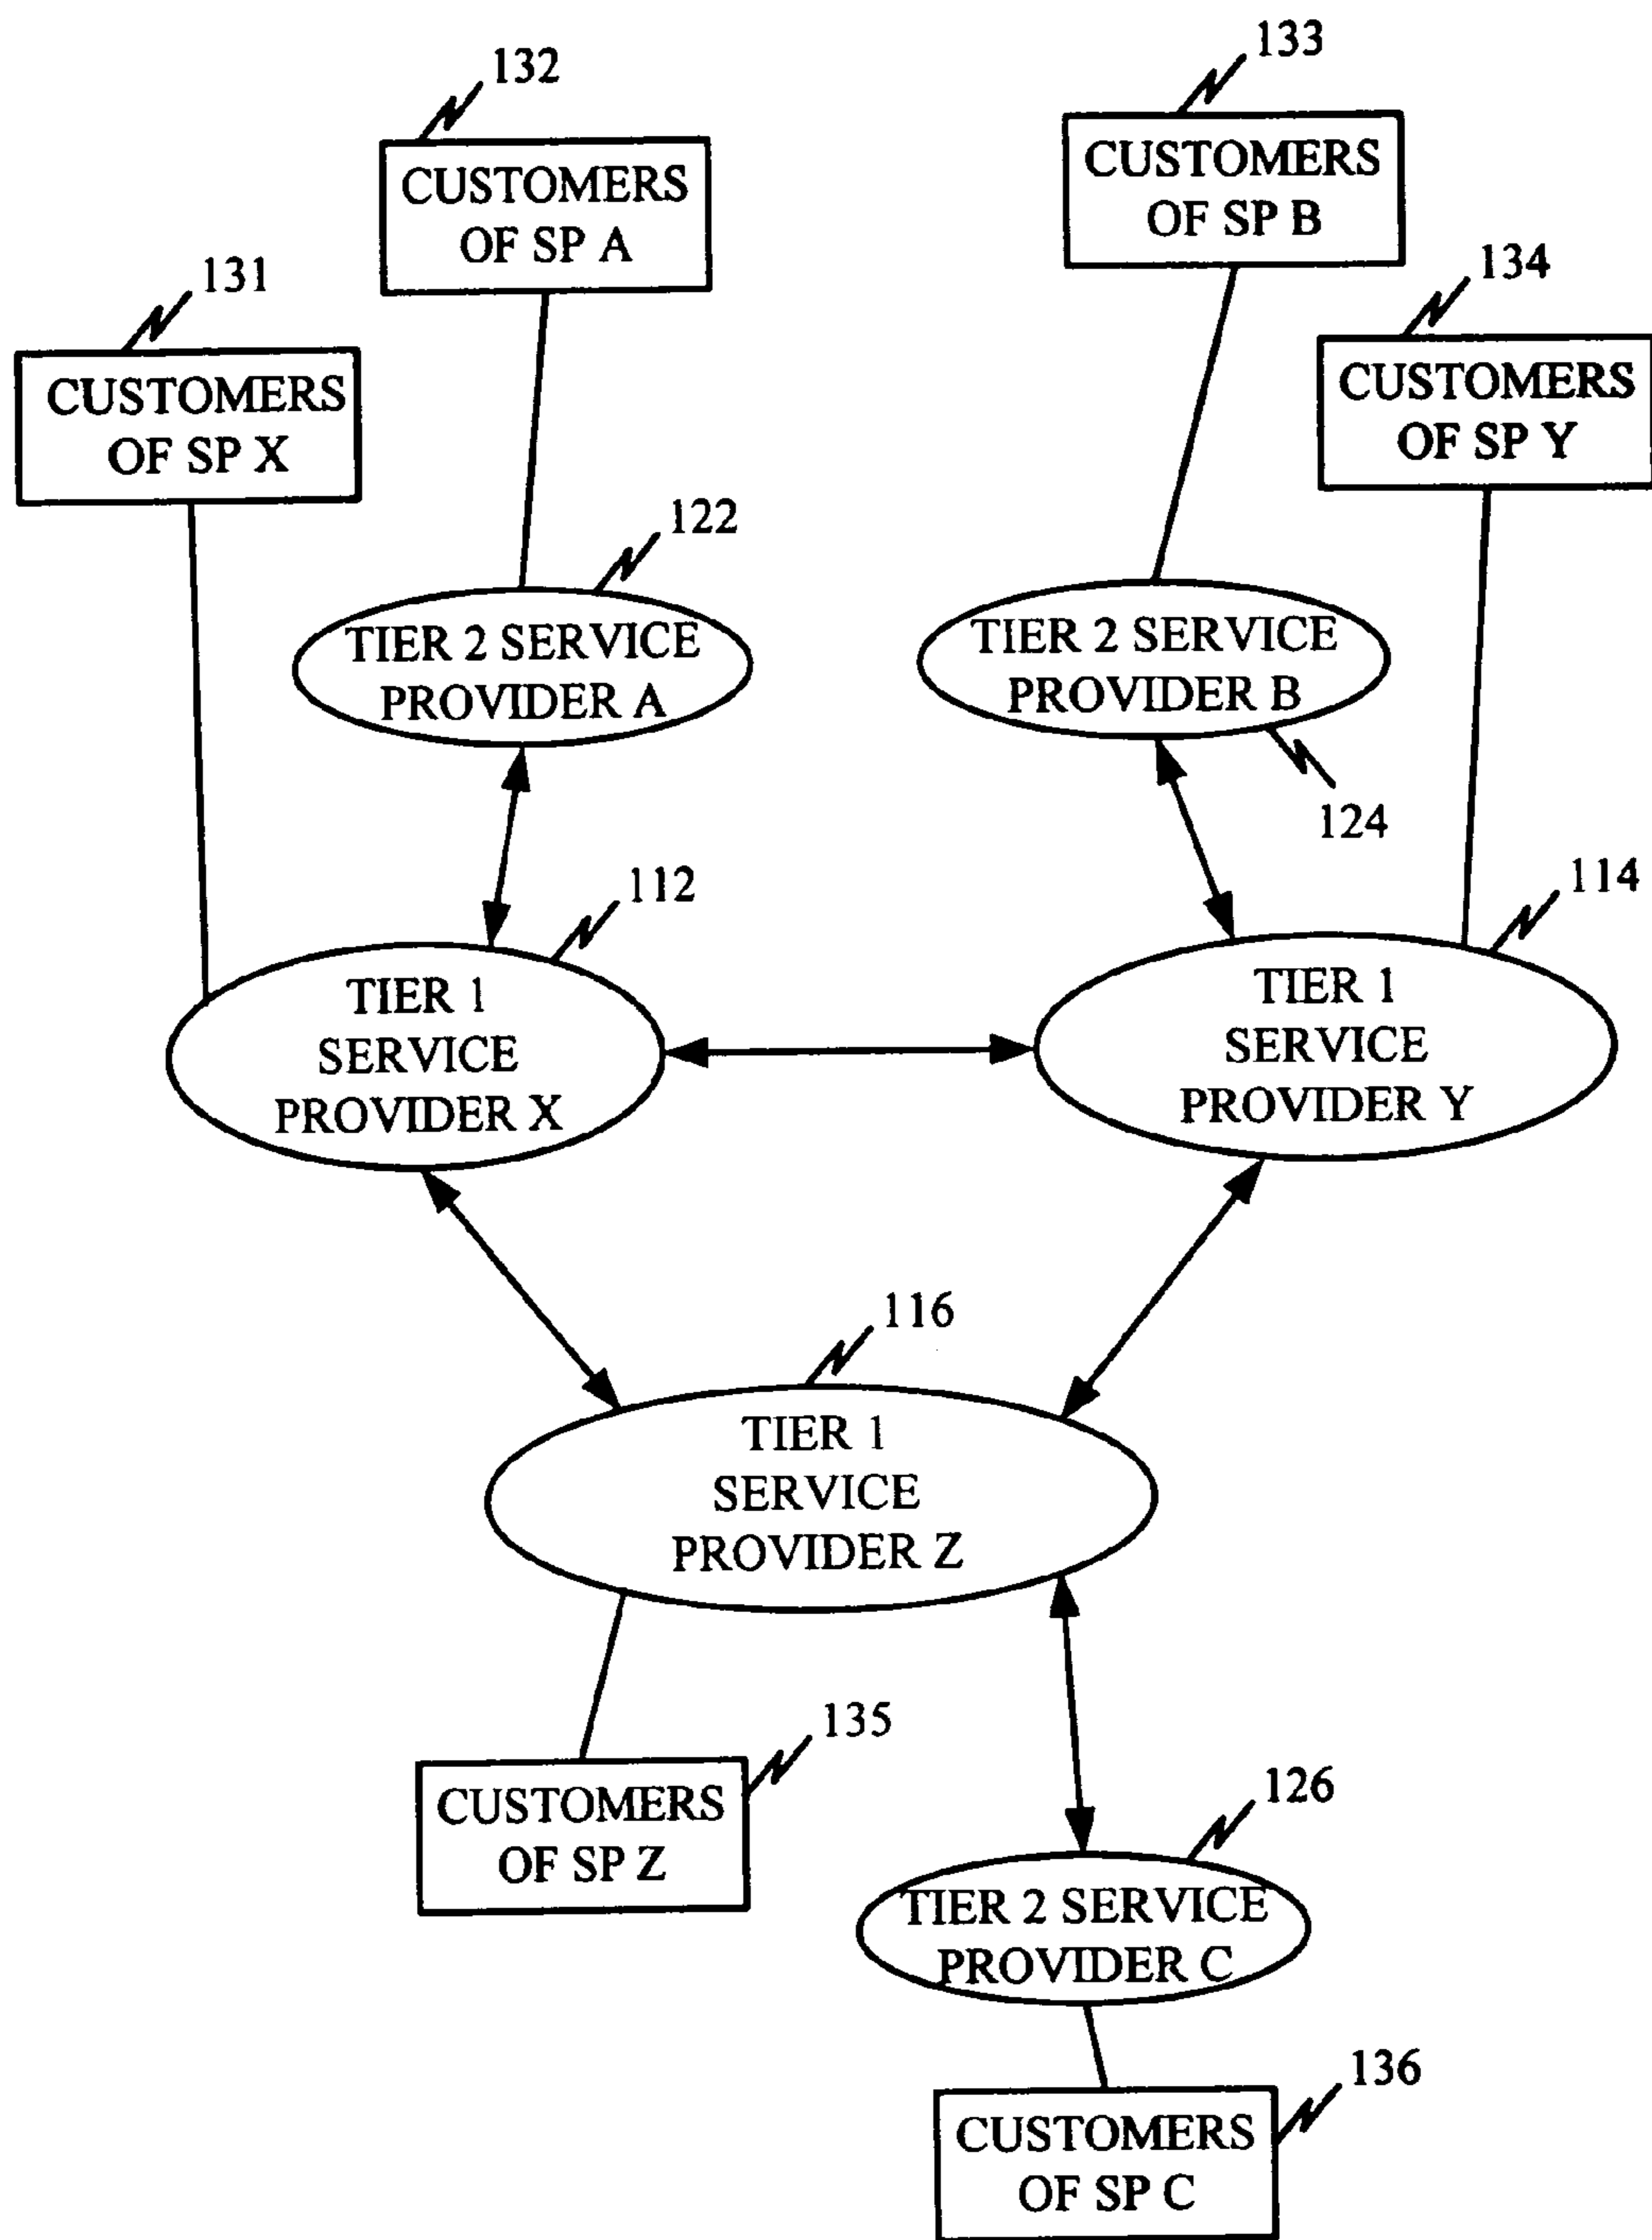 133
132
CUSTOMERS
OF SP B
CUSTOMERS
OF SP A
134
131
CUSTOMERS
OF SP Y
CUSTOMERS
OF SP X
122
TIER 2 SERVICE
PROVIDER A
TIER 2 SERVICE
PROVIDER B
124
112
114
TIER 1
SERVICE
PROVIDER X
TIER 1
SERVICE
PROVIDER Y
116
TIER 1
SERVICE
PROVIDER Z
135
CUSTOMERS
OF SP Z
126
TIER 2 SERVICE
PROVIDER C
136
CUSTOMERS
OF SP C